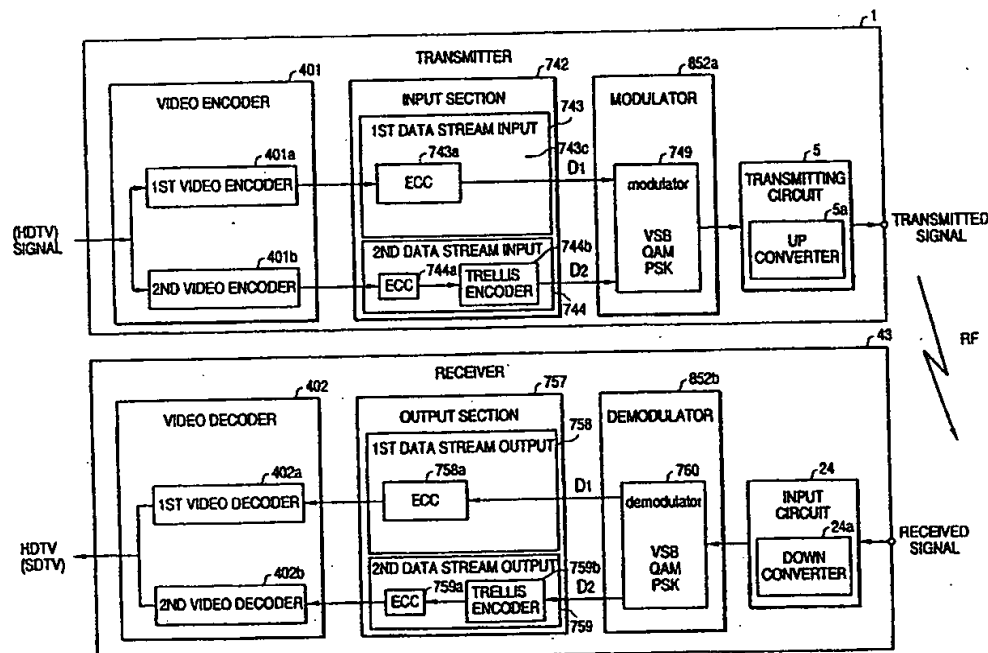 1
TRANSMITTER
401
VIDEO ENCODER
742
INPUT SECTION
852a
MODULATOR
1ST DATA STREAM INPUT
743
401a
1ST VIDEO ENCODER
743a
743c
ECC
D1
749
modulator
VSB
QAM
PSK
5
TRANSMITTING
CIRCUIT
5a
UP
CONVERTER
TRANSMITTED
SIGNAL
(HDTV)
SIGNAL
401b
2ND VIDEO ENCODER
2ND DATA STREAM INPUT
744a
744b
ECC
TRELLIS
ENCODER
D2
744
RF
43
RECEIVER
402
VIDEO DECODER
757
OUTPUT SECTION
852b
DEMODULATOR
1ST DATA STREAM OUTPUT
758
402a
1ST VIDEO DECODER
758a
ECC
D1
760
demodulator
VSB
QAM
PSK
24
INPUT
CIRCUIT
24a
DOWN
CONVERTER
RECEIVED
SIGNAL
HDTV
(SDTV)
402b
2ND VIDEO DECODER
2ND DATA STREAM OUTPUT
759a
759b
ECC
TRELLIS
ENCODER
D2
759